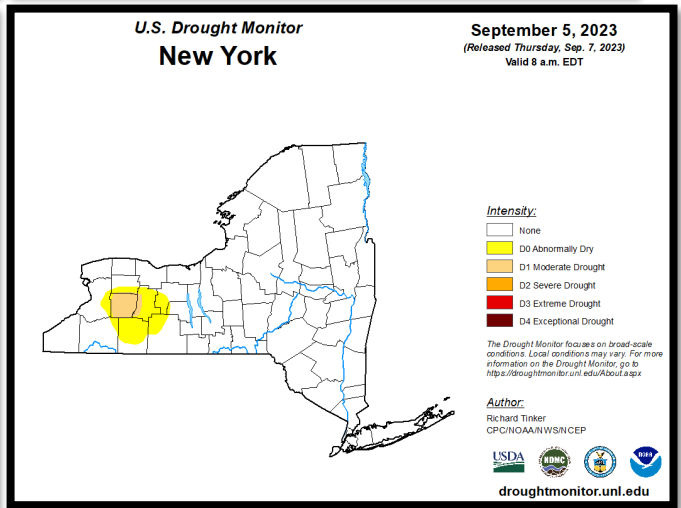 U.S. Drought Monitor
New York
September 5, 2023
(Released Thursday, Sep. 7, 2023)
Valid 8 a.m. EDT
Intensity:
None
D0 Abnormally Dry
D1 Moderate Drought
D2 Severe Drought
D3 Extreme Drought
D4 Exceptional Drought
The Drought Monitor focuses on broad-scale
conditions. Local conditions may vary. For more
information on the Drought Monitor, go to
https://droughtmonitor.unl.edu/About.aspx
Author:
Richard Tinker
CPC/NOAA/NWS/NCEP
USDA
NDMC
NOAA
droughtmonitor.unl.edu